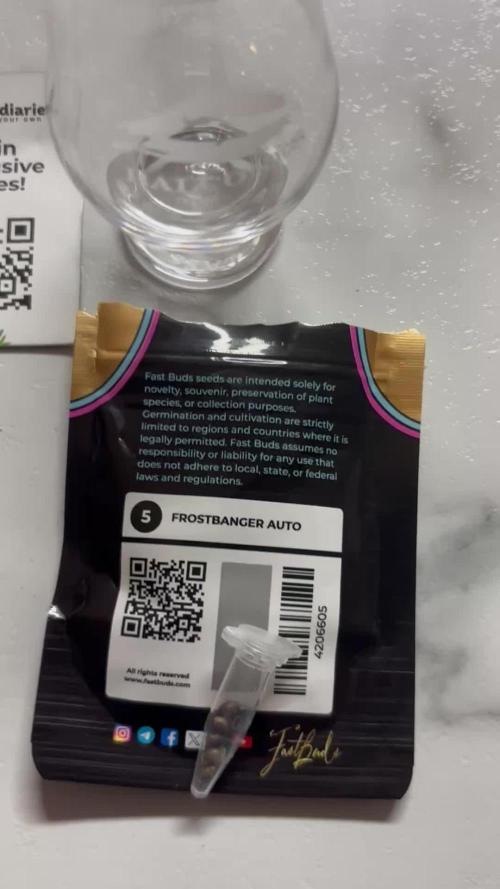 diarie
your own
in
usive
es!
Fast Buds seeds are intended solely for
novelty, souvenir, preservation of plant
species, or collection purposes.
Germination and cultivation are strictly
limited to regions and countries where it is
legally permitted. Fast Buds assumes no
responsibility or liability for any use that
does not adhere to local, state, or federal
laws and regulations.
5 FROSTBANGER AUTO
4206605
All rights reserved
www.fastbuds.com
FastBuds